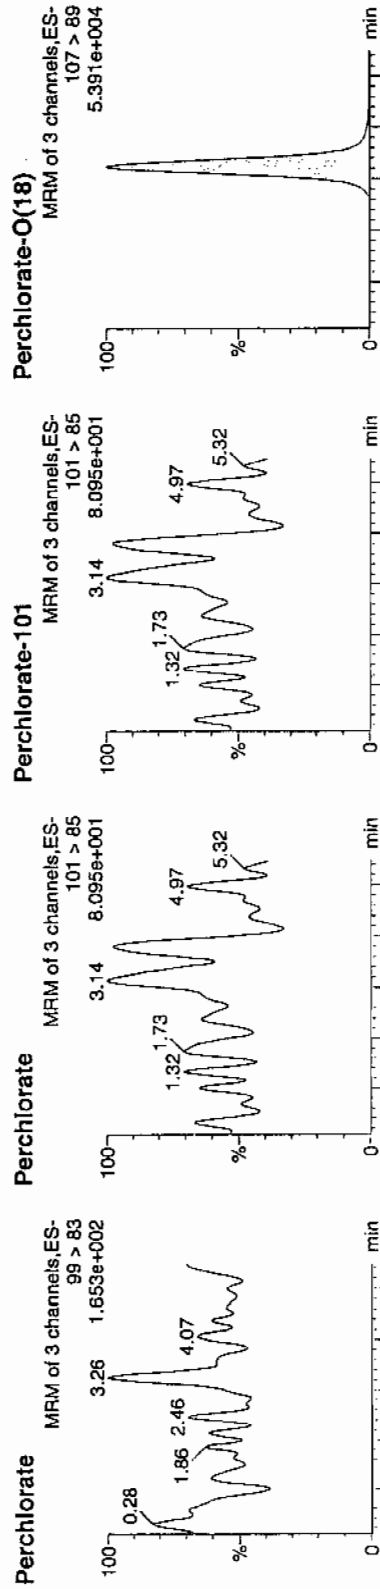 Perchlorate
MRM of 3 channels,ES-
99 > 83
1.653e+002
100
%
0
0.28
1.86
2.46
3.26
4.07
min
Perchlorate
MRM of 3 channels,ES-
101 > 85
8.095e+001
100
%
0
1.32
1.73
3.14
4.97
5.32
min
Perchlorate-101
MRM of 3 channels,ES-
101 > 85
8.095e+001
100
%
0
1.32
1.73
3.14
4.97
5.32
min
Perchlorate-O(18)
MRM of 3 channels,ES-
107 > 89
5.391e+004
100
%
0
min